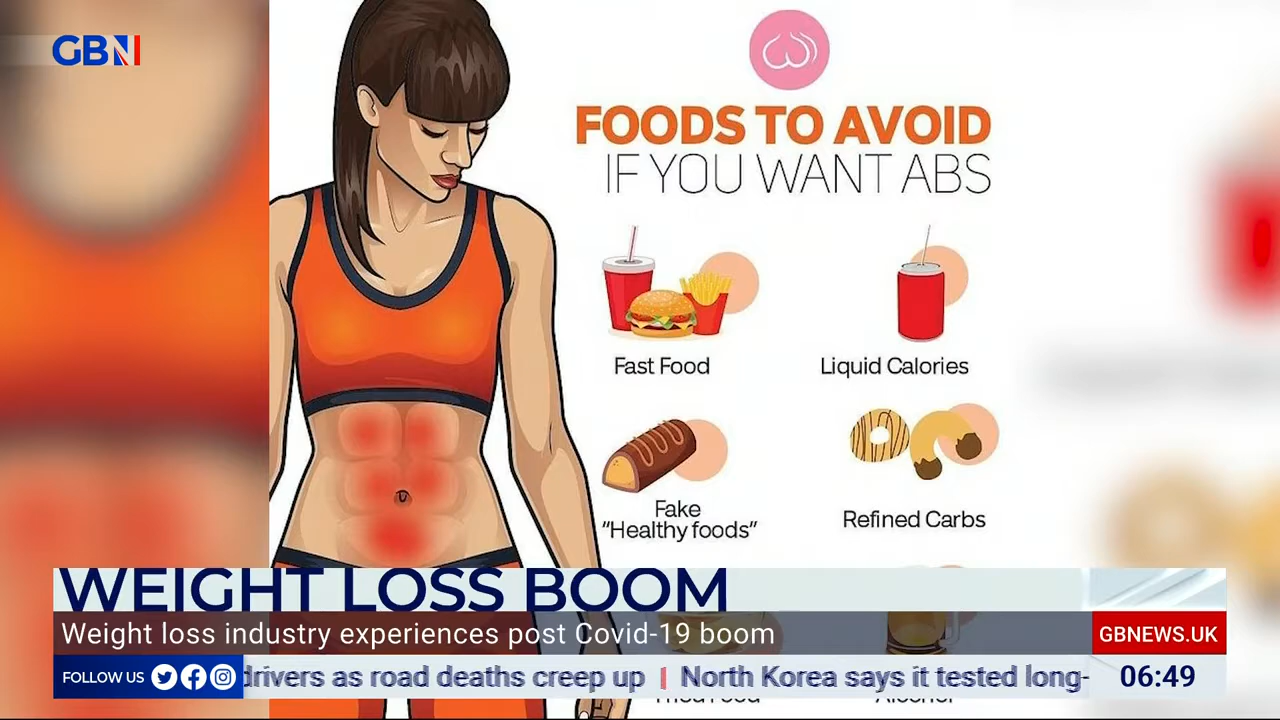 GBN
FOODS TO AVOID
IF YOU WANT ABS
Fast Food
Liquid Calories
Fake
"Healthy foods"
Refined Carbs
WEIGHT LOSS BOOM
Weight loss industry experiences post Covid-19 boom
GBNEWS.UK
FOLLOW US
drivers as road deaths creep up | North Korea says it tested long-
06:49